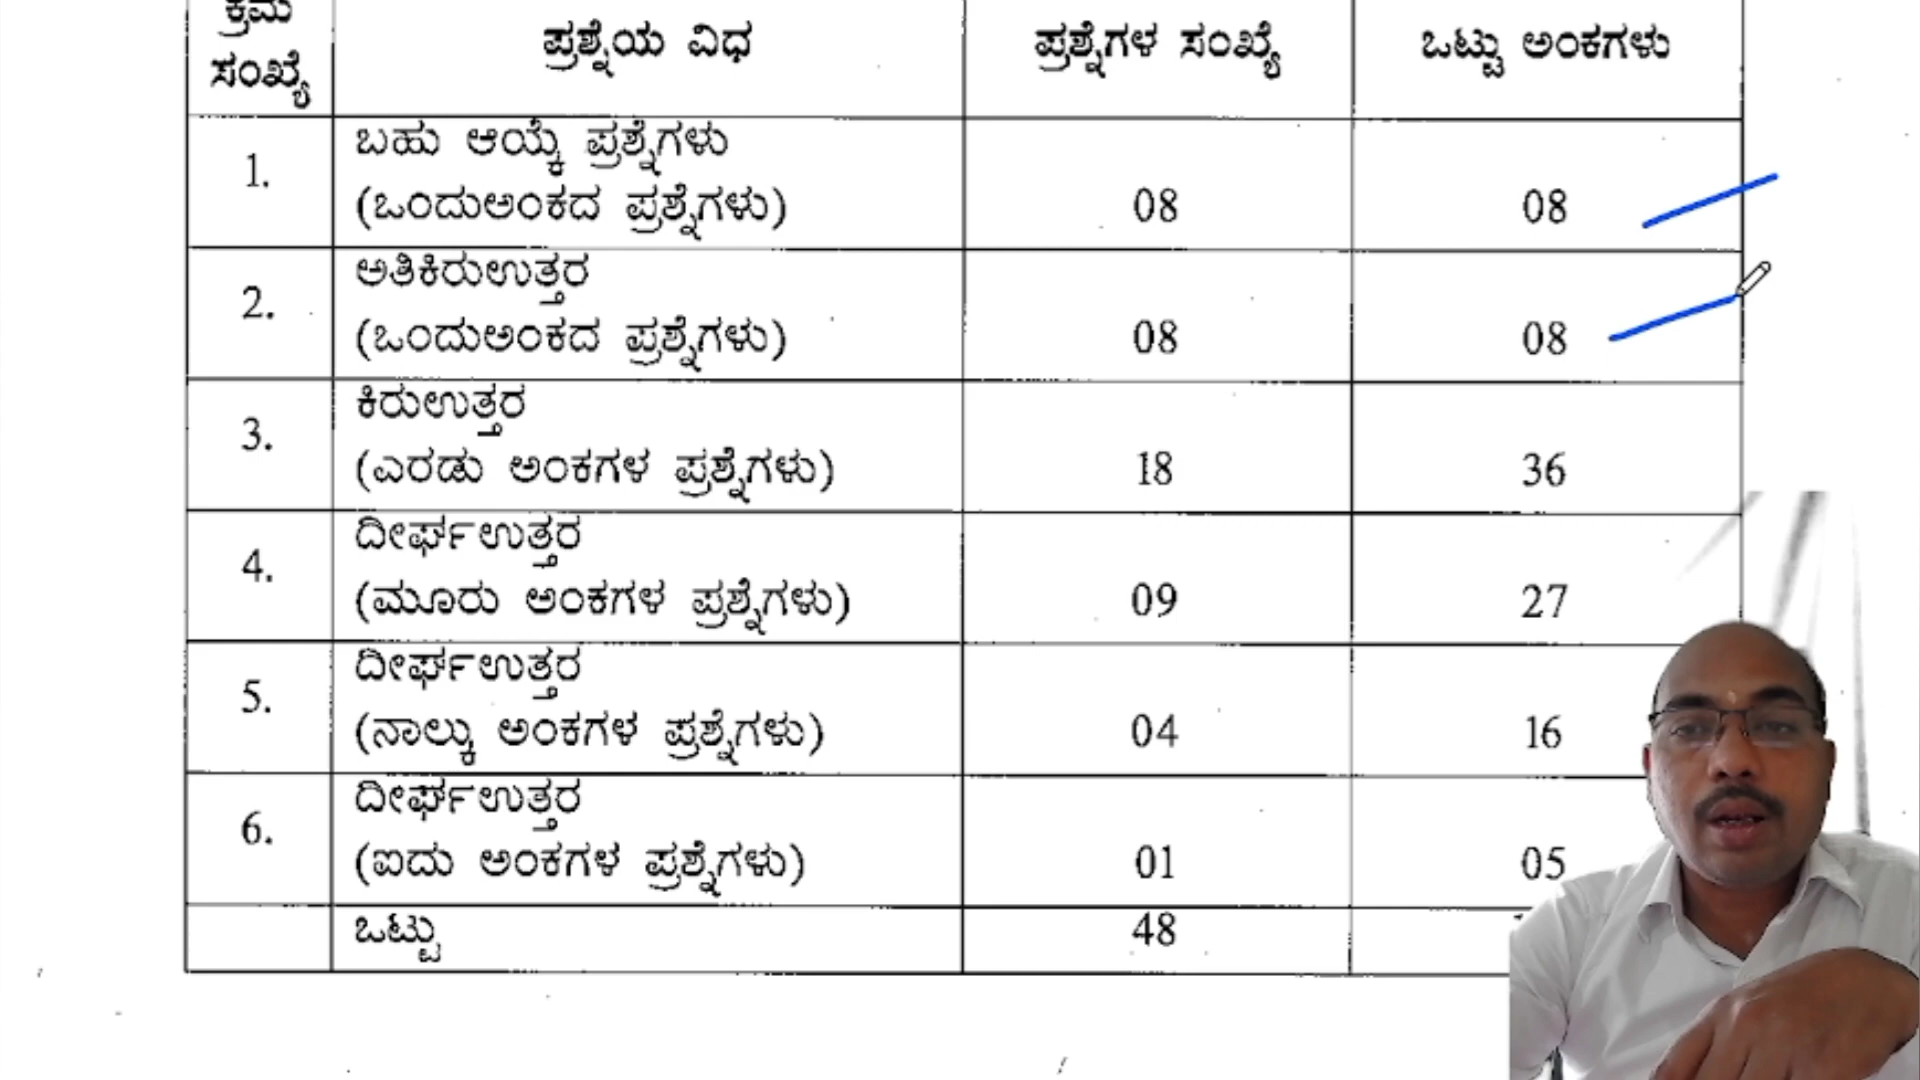 ಕ್ರಮ
ಸಂಖ್ಯೆ
ಪ್ರಶ್ನೆಯ ವಿಧ
ಪ್ರಶ್ನೆಗಳ ಸಂಖ್ಯೆ
ಒಟ್ಟು ಅಂಕಗಳು
1.
ಬಹು ಆಯ್ಕೆ ಪ್ರಶ್ನೆಗಳು
(ಒಂದುಅಂಕದ ಪ್ರಶ್ನೆಗಳು)
08
08
2.
ಅತಿಕಿರುಉತ್ತರ
(ಒಂದುಅಂಕದ ಪ್ರಶ್ನೆಗಳು)
08
08
3.
ಕಿರುಉತ್ತರ
(ಎರಡು ಅಂಕಗಳ ಪ್ರಶ್ನೆಗಳು)
18
36
4.
ದೀರ್ಘಉತ್ತರ
(ಮೂರು ಅಂಕಗಳ ಪ್ರಶ್ನೆಗಳು)
09
27
5.
ದೀರ್ಘಉತ್ತರ
(ನಾಲ್ಕು ಅಂಕಗಳ ಪ್ರಶ್ನೆಗಳು)
04
16
6.
ದೀರ್ಘಉತ್ತರ
(ಐದು ಅಂಕಗಳ ಪ್ರಶ್ನೆಗಳು)
01
05
ಒಟ್ಟು
48